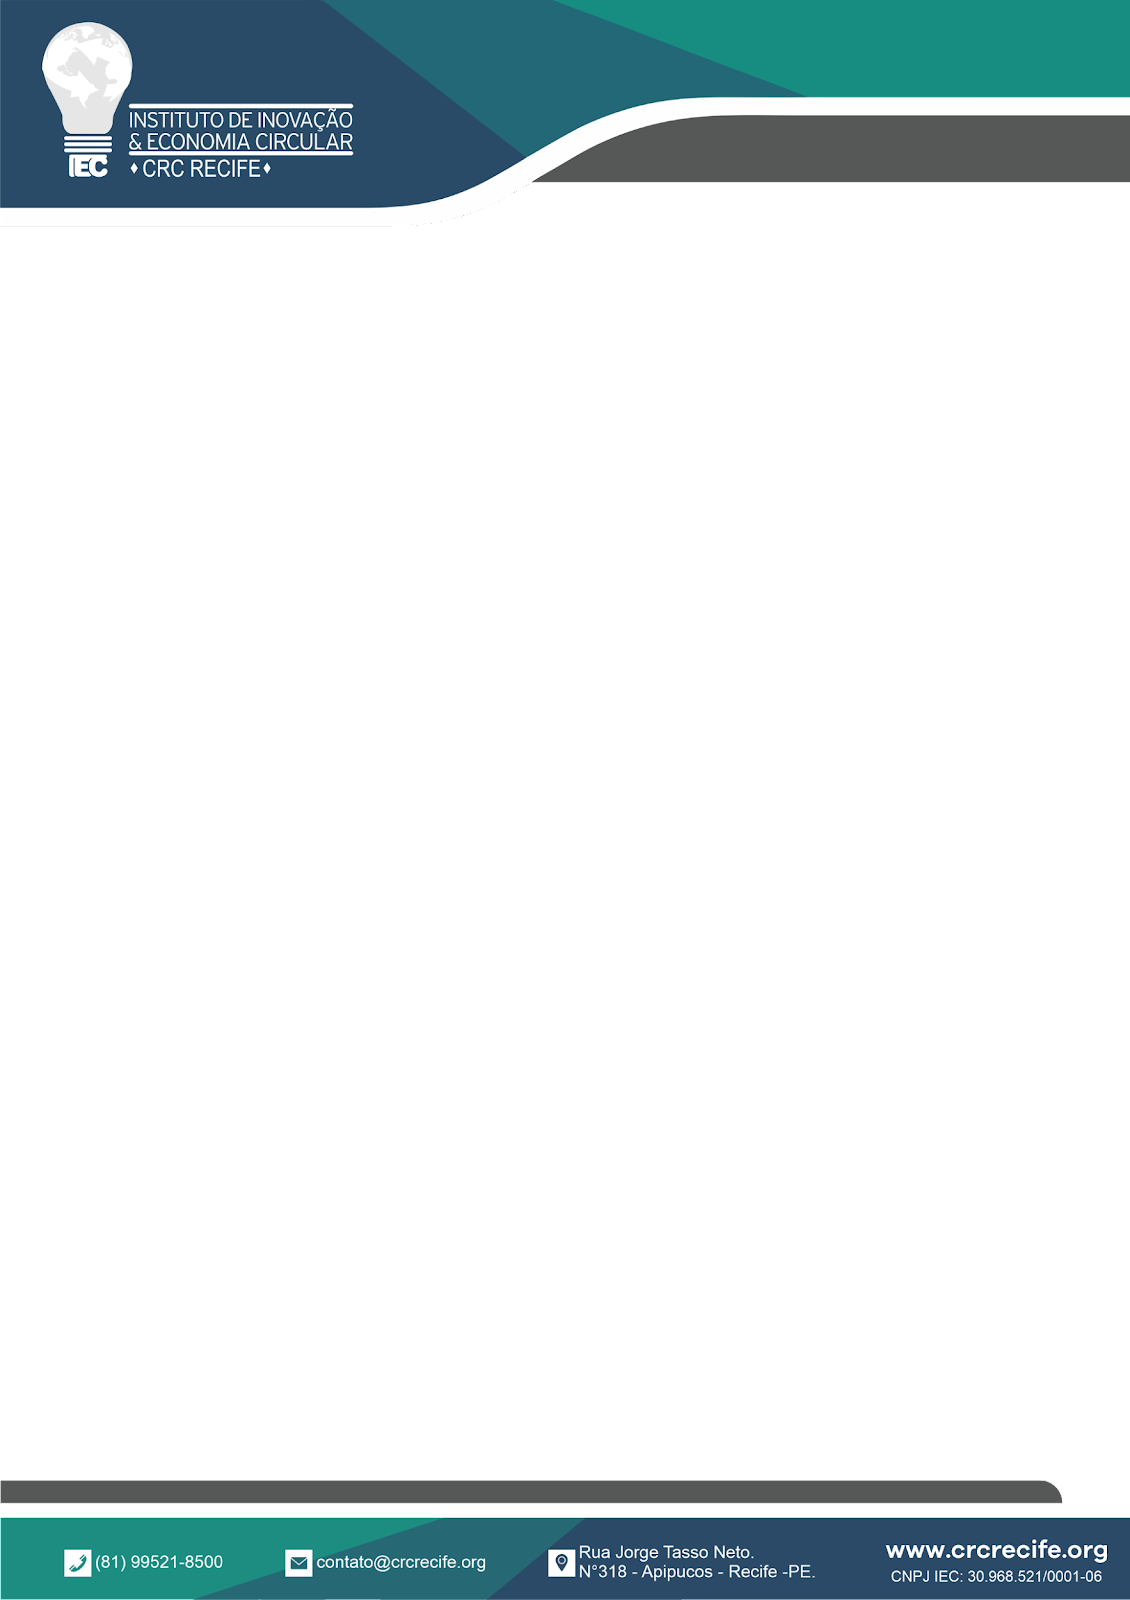 INSTITUTO DE INOVAÇÃO
& ECONOMIA CIRCULAR
IEC
♦ CRC RECIFE ♦
(81) 99521-8500
contato@crcrecife.org
Rua Jorge Tasso Neto.
N°318 - Apipucos - Recife -PE.
www.crcrecife.org
CNPJ IEC: 30.968.521/0001-06